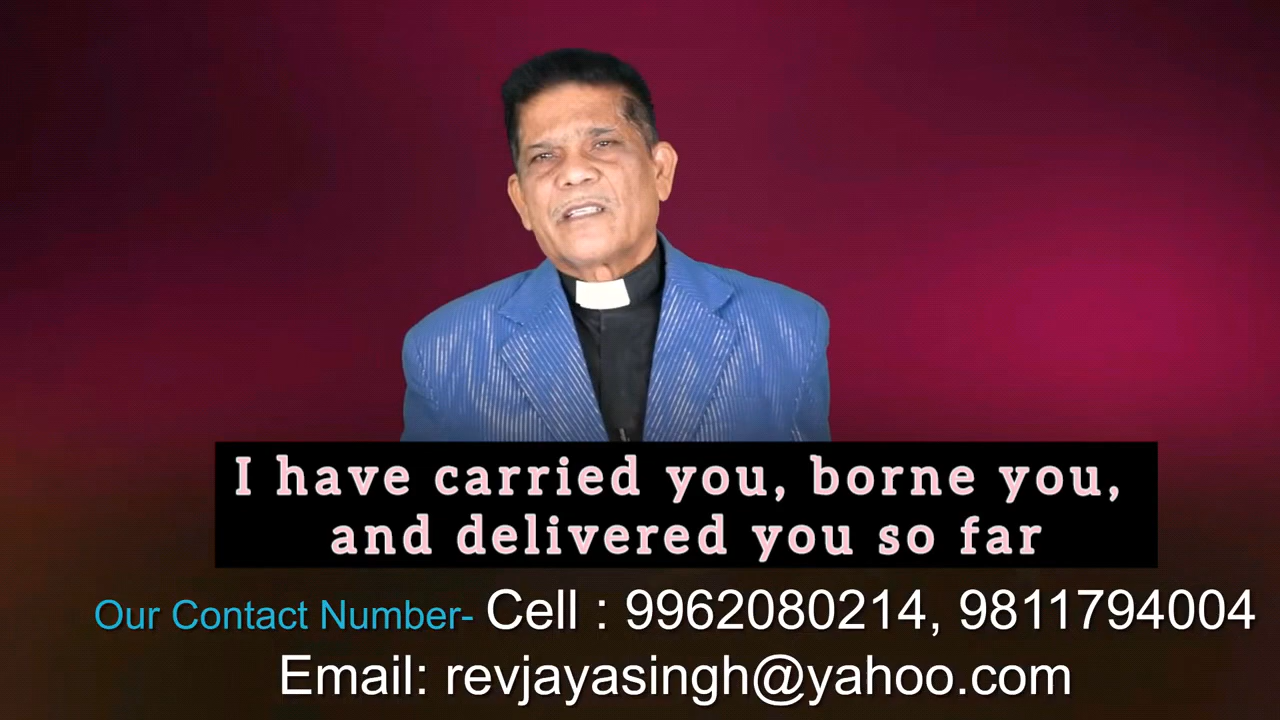 I have carried you, borne you,
and delivered you so far
Our Contact Number- Cell : 9962080214, 9811794004
Email: revjayasingh@yahoo.com